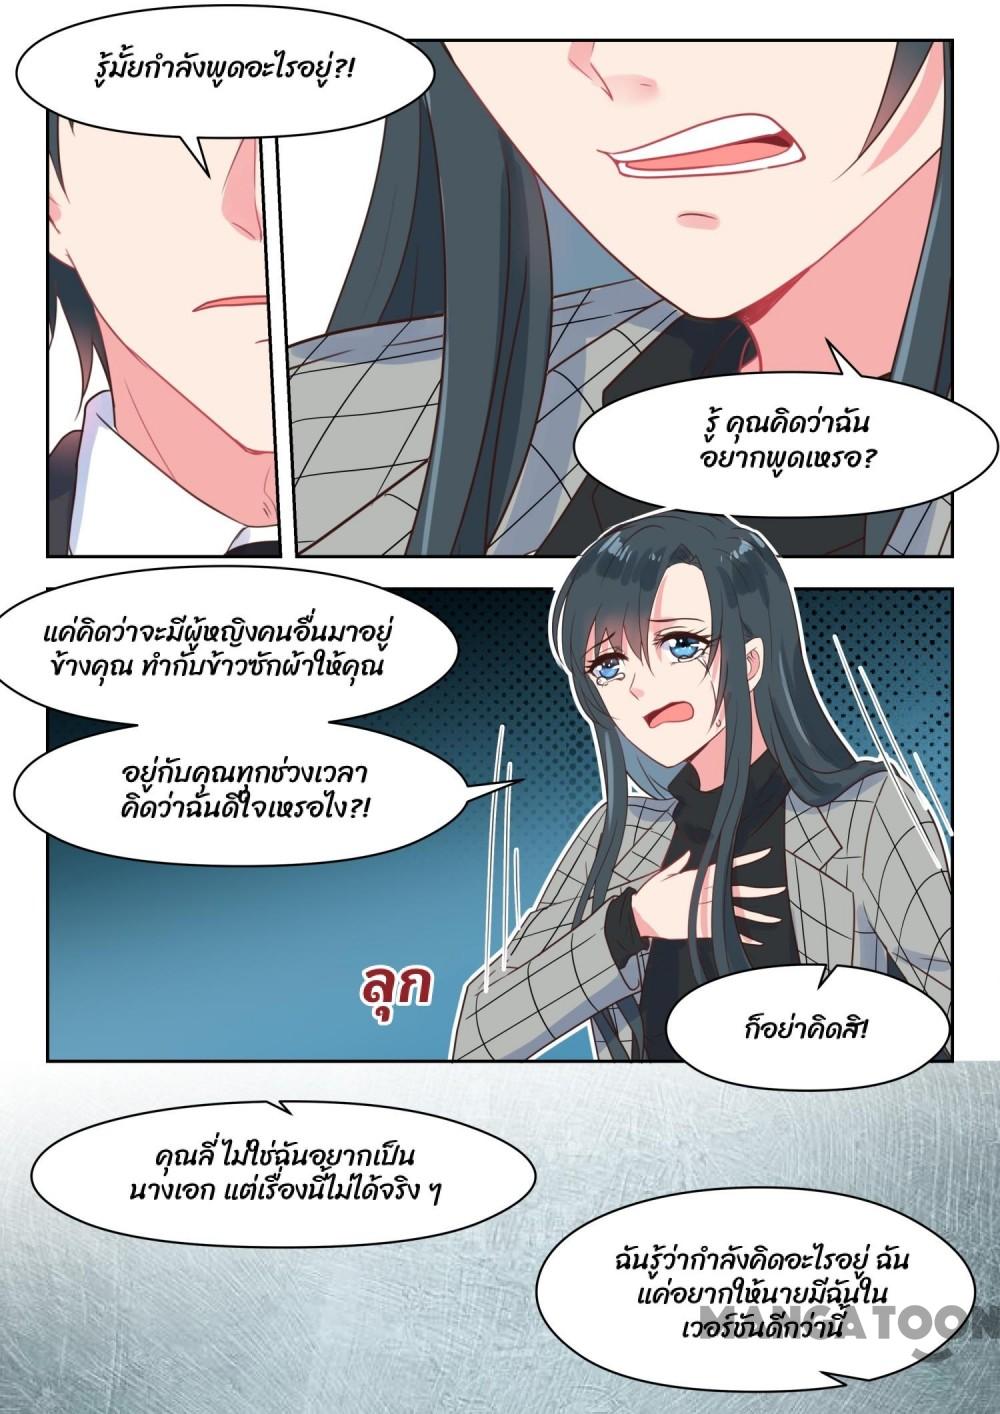 รู้มั้ยกำลังพูดอะไรอยู่?!
รู้ คุณคิดว่าฉัน
อยากพูดเหรอ?
แค่คิดว่าจะมีผู้หญิงคนอื่นมาอยู่
ข้างคุณ ทำกับข้าวซักผ้าให้คุณ
อยู่กับคุณทุกช่วงเวลา
คิดว่าฉันดีใจเหรอไง?!
ลุก
ก็อย่าคิดสิ!
คุณลี่ ไม่ใช่ฉันอยากเป็น
นางเอก แต่เรื่องนี้ไม่ได้จริง ๆ
ฉันรู้ว่ากำลังคิดอะไรอยู่ ฉัน
แค่อยากให้นายมีฉันใน
เวอร์ชันดีกว่านี้
MANGATOON